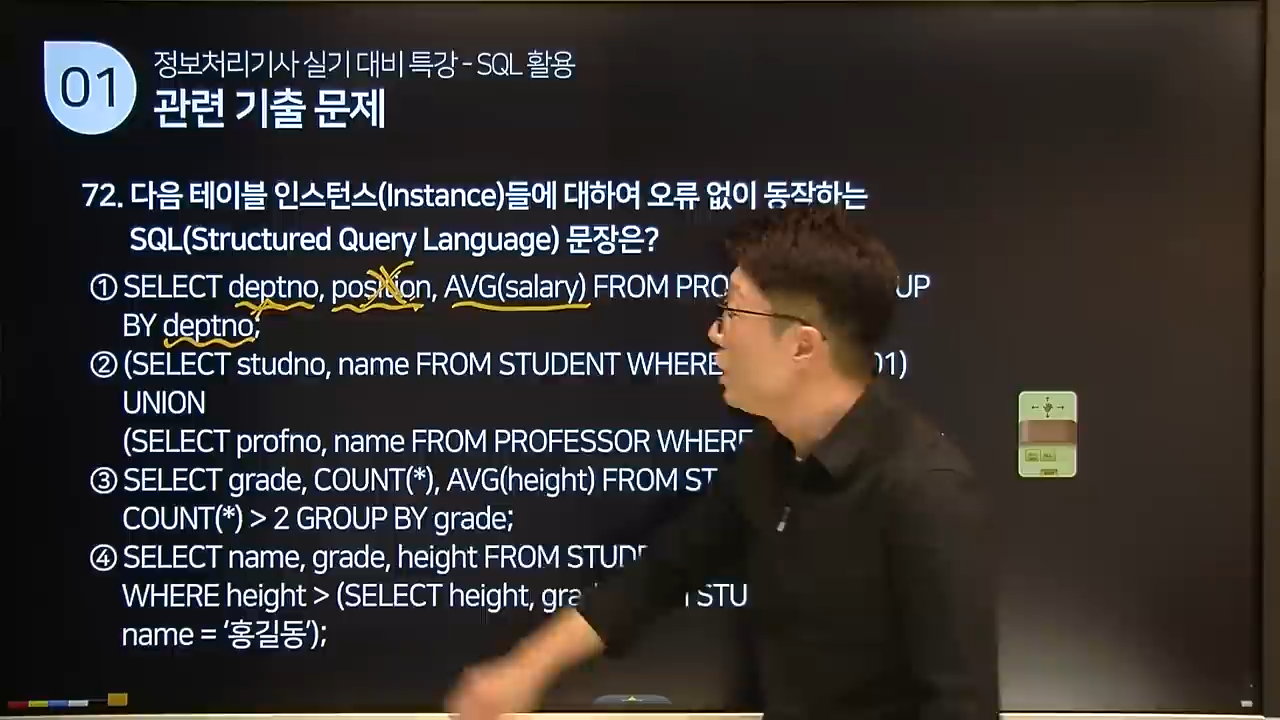 01
정보처리기사 실기 대비 특강 - SQL 활용
관련 기출 문제
72. 다음 테이블 인스턴스(Instance)들에 대하여 오류 없이 동작하는
SQL(Structured Query Language) 문장은?
① SELECT deptno, position, AVG(salary) FROM UP
BY deptno;
② (SELECT studno, name FROM STUDENT WHERE 01)
UNION
(SELECT profno, name FROM PROFESSOR WHERE
③ SELECT grade, COUNT(*), AVG(height) FROM
COUNT(*) > 2 GROUP BY grade;
④ SELECT name, grade, height FROM
WHERE height > (SELECT height,
name = ‘홍길동’);